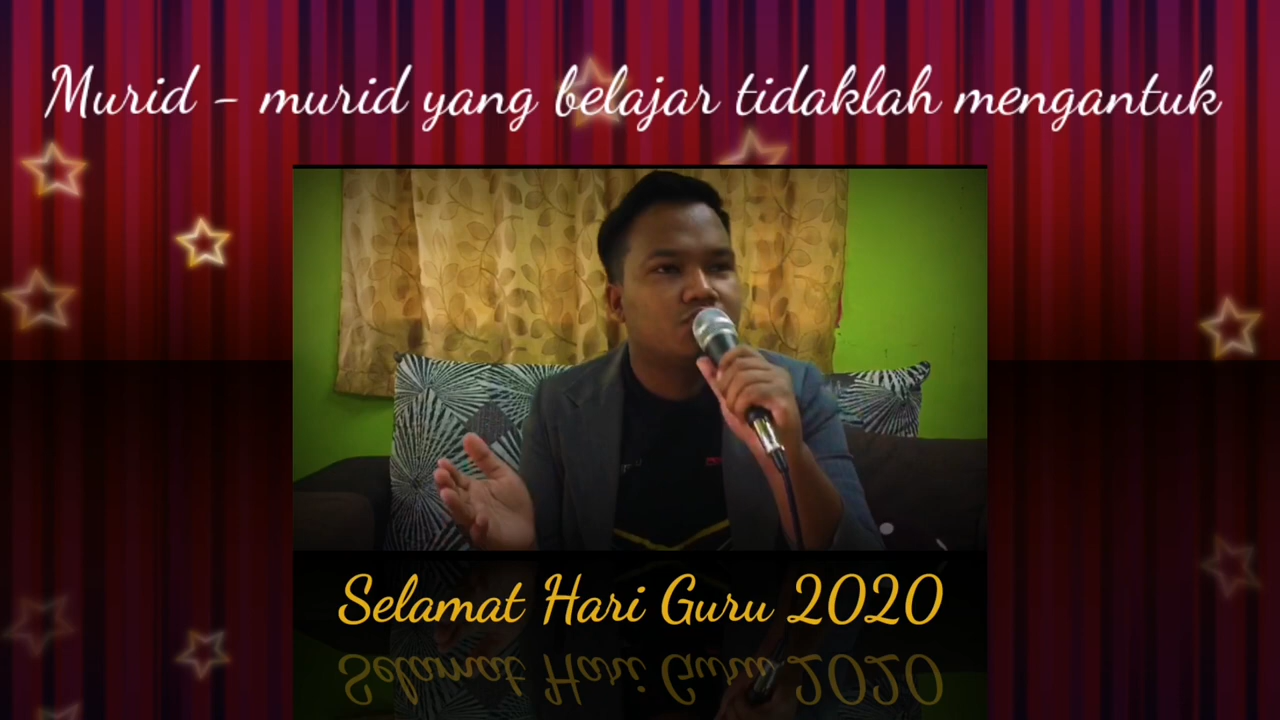 Murid - murid yang belajar tidaklah mengantuk
Selamat Hari Guru 2020